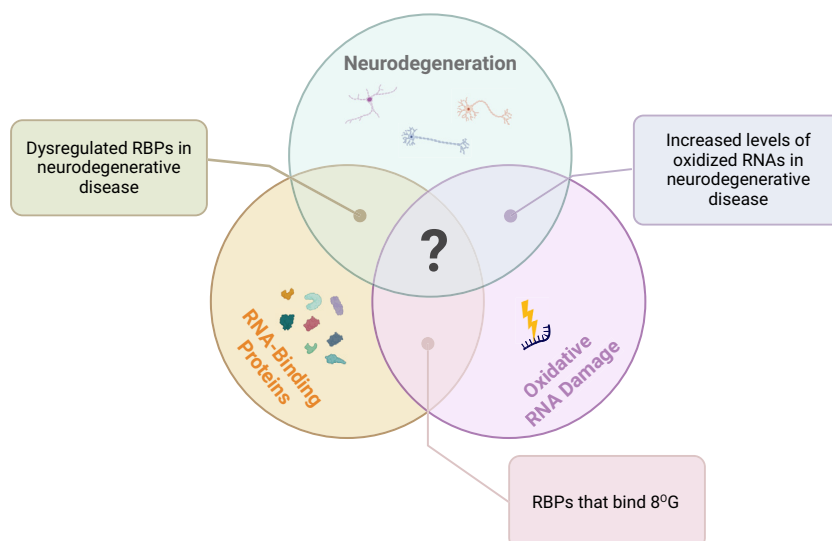 Neurodegeneration
Dysregulated RBPs in
neurodegenerative
disease
Increased levels of
oxidized RNAs in
neurodegenerative
disease
?
RNA-Binding
Proteins
Oxidative
RNA Damage
RBPs that bind 8⁰G